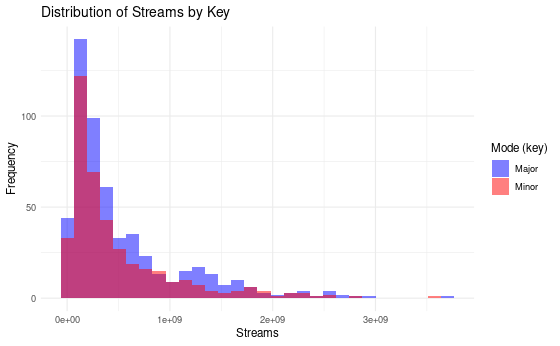 Distribution of Streams by Key
100
50
0
Frequency
0e+00 1e+09 2e+09 3e+09
Streams
Mode (key)
Major
Minor